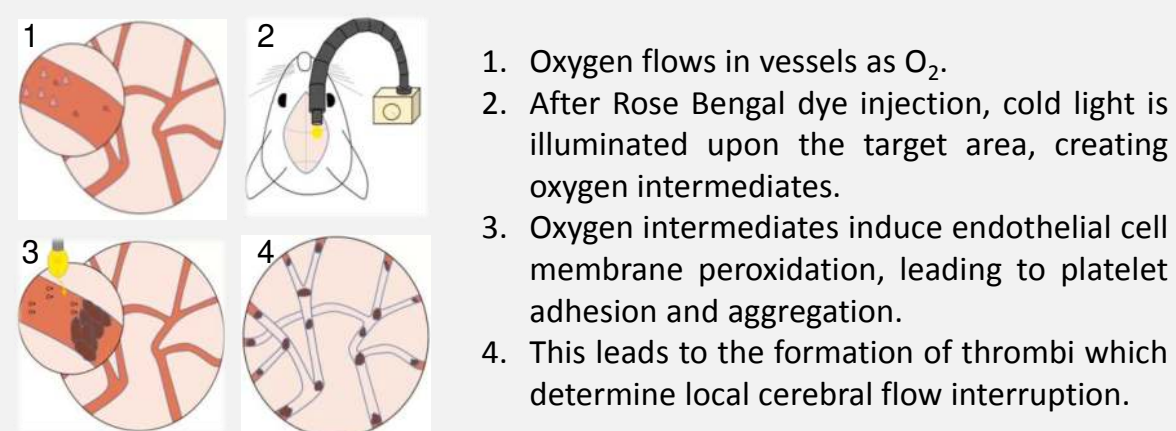 1
2
3
4
1. Oxygen flows in vessels as O₂.
2. After Rose Bengal dye injection, cold light is
illuminated upon the target area, creating
oxygen intermediates.
3. Oxygen intermediates induce endothelial cell
membrane peroxidation, leading to platelet
adhesion and aggregation.
4. This leads to the formation of thrombi which
determine local cerebral flow interruption.